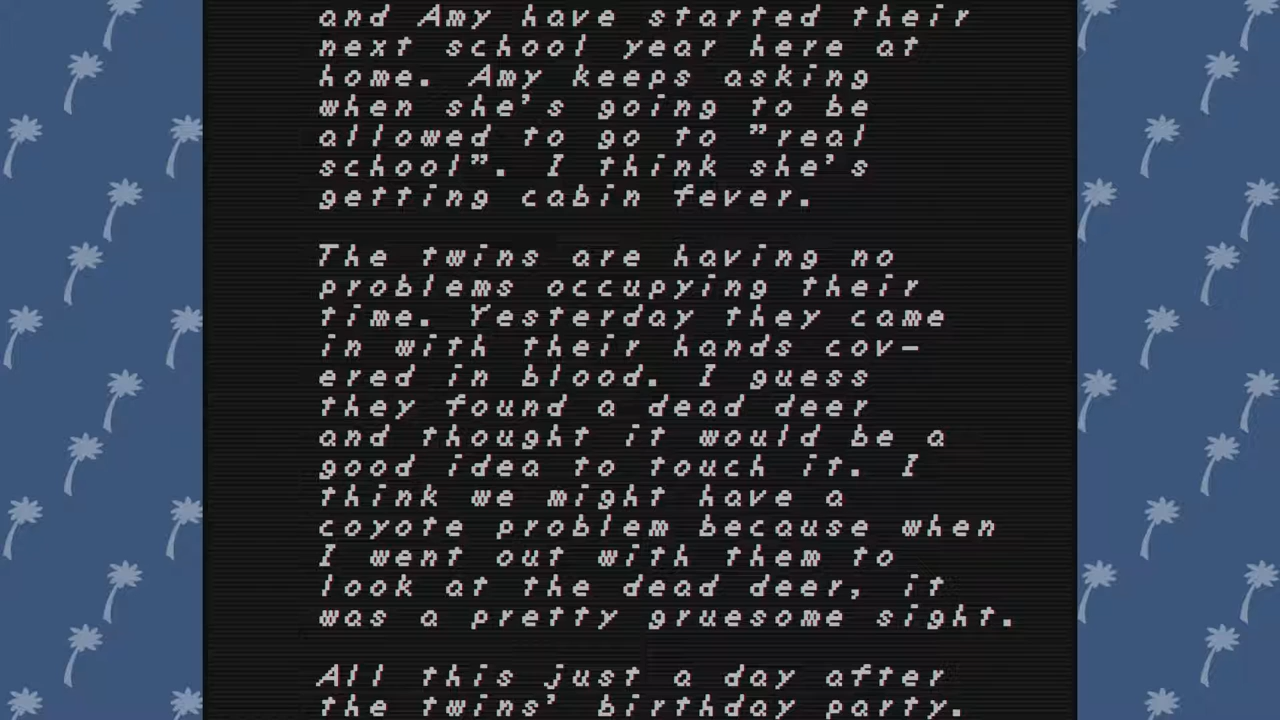 and Amy have started their
next school year here at
home. Amy keeps asking
when she's going to be
allowed to go to "real
school". I think she's
getting cabin fever.
The twins are having no
problems occupying their
time. Yesterday they came
in with their hands cov-
ered in blood. I guess
they found a dead deer
and thought it would be a
good idea to touch it. I
think we might have a
coyote problem because when
I went out with them to
look at the dead deer, it
was a pretty gruesome sight.
All this just a day after
the twins' birthday party.